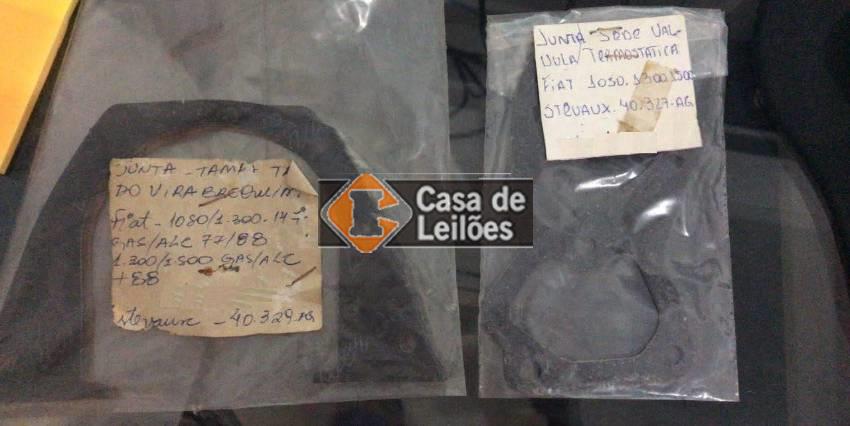 JUNTA - TAMPA
DO VIRABREQUIM
Fiat - 1050/1.300-147-
GAS/ALC 77/88
1.300/1.500 GAS/ALC
+88
Stevaux - 40.329-AG
JUNTA SEDE VAL-
VULA TERMOSTATICA
FIAT 1050.1300.1500
STEVAUX. 40.327-AG
Casa de
Leilões